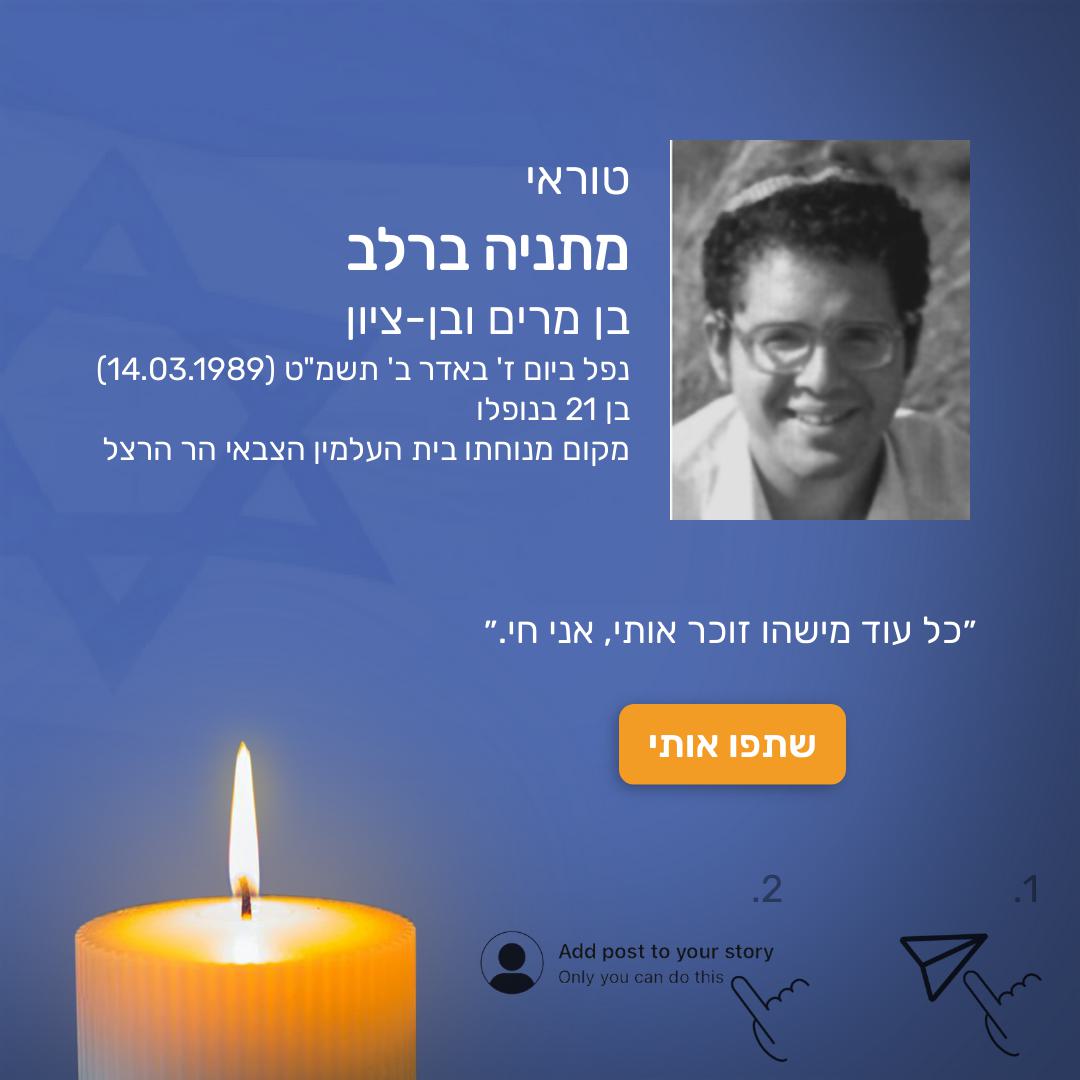 טוראי
מתניה ברלב
בן מרים ובן-ציון
נפל ביום ז' באדר ב' תשמ"ט (14.03.1989)
בן 21 בנופלו
מקום מנוחתו בית העלמין הצבאי הר הרצל
״כל עוד מישהו זוכר אותי, אני חי.״
שתפו אותי
1.
2.
Add post to your story
Only you can do this